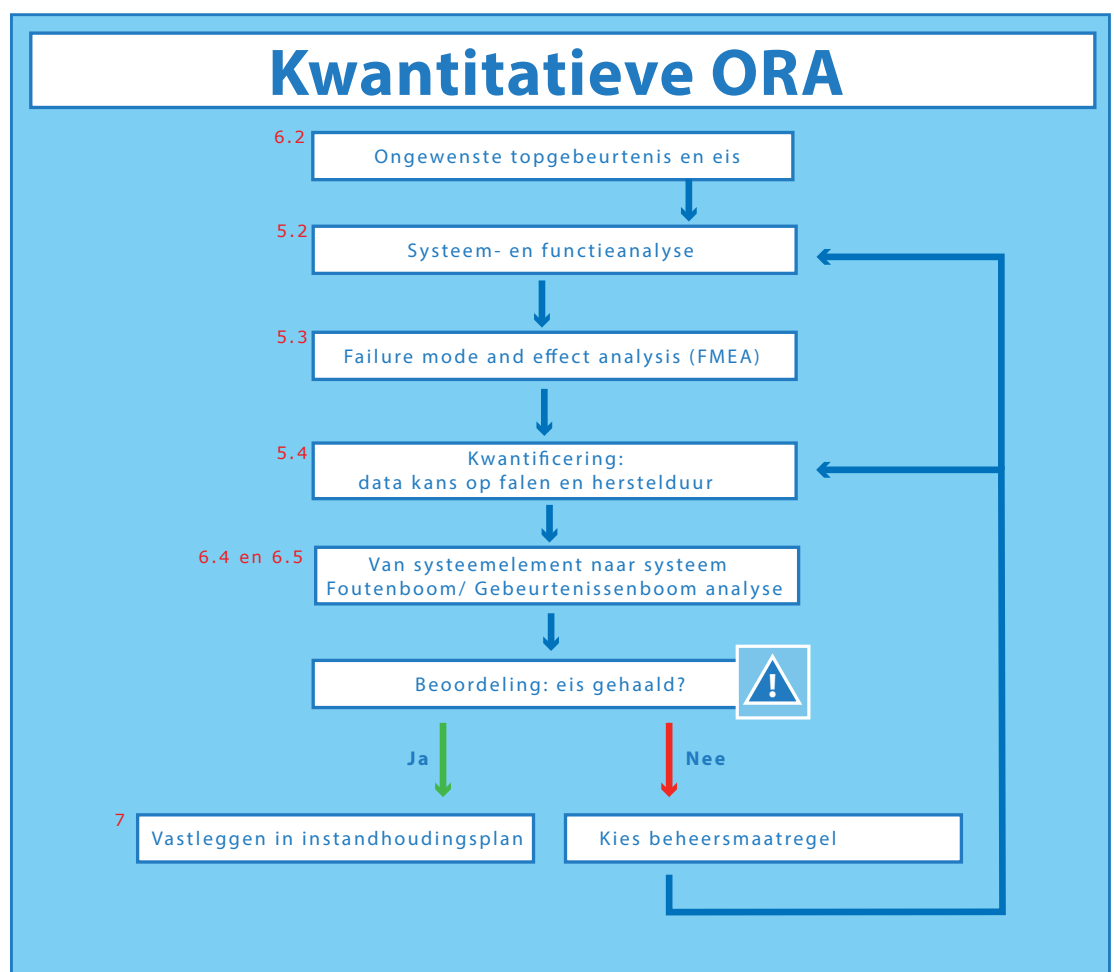 Kwantitatieve ORA
6.2
Ongewenste topgebeurtenis en eis
5.2
Systeem- en functieanalyse
5.3
Failure mode and effect analysis (FMEA)
5.4
Kwantificering:
data kans op falen en herstelduur
6.4 en 6.5
Van systeemelement naar systeem
Foutenboom/ Gebeurtenissenboom analyse
Beoordeling: eis gehaald?
!
Ja
Nee
7
Vastleggen in instandhoudingsplan
Kies beheersmaatregel